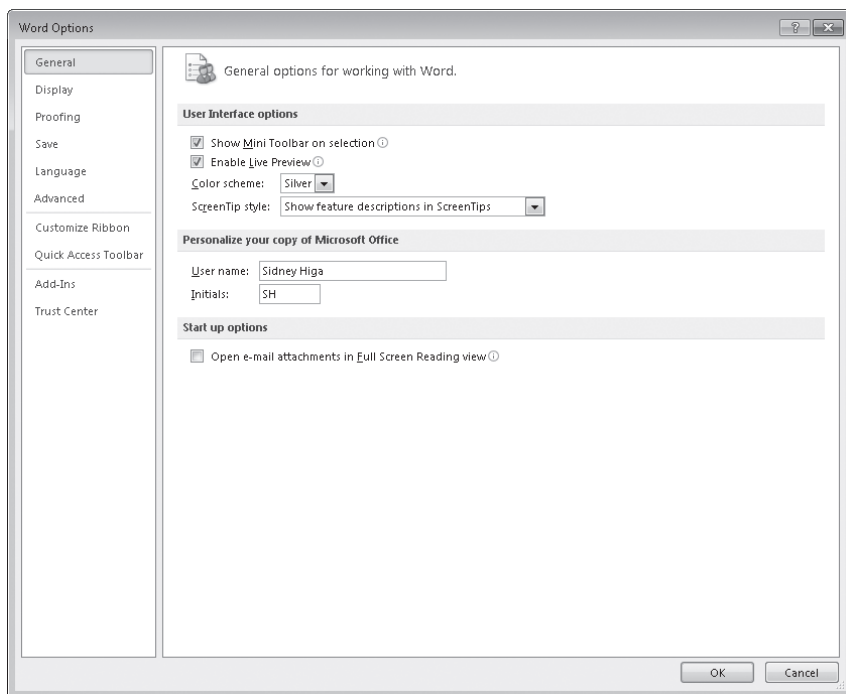 Word Options
General
Display
Proofing
Save
Language
Advanced
Customize Ribbon
Quick Access Toolbar
Add-Ins
Trust Center
General options for working with Word.
User Interface options
Show Mini Toolbar on selection
Enable Live Preview
Color scheme: Silver
ScreenTip style: Show feature descriptions in ScreenTips
Personalize your copy of Microsoft Office
User name: Sidney Higa
Initials: SH
Start up options
Open e-mail attachments in Full Screen Reading view
OK Cancel